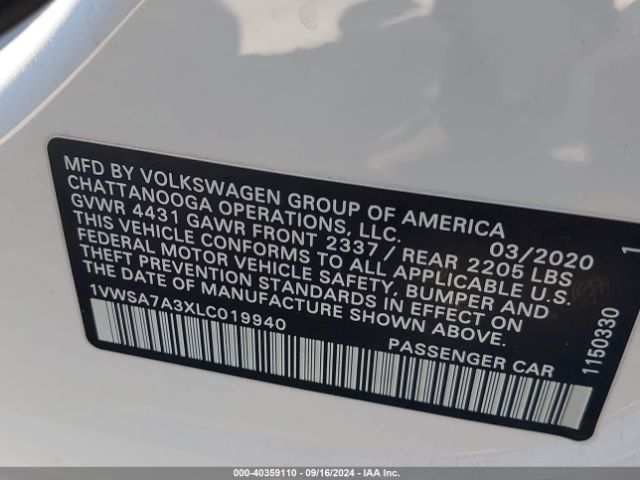 MFD BY VOLKSWAGEN GROUP OF AMERICA
CHATTANOOGA OPERATIONS, LLC. 03/2020
GVWR 4431 GAWR FRONT 2337/ REAR 2205 LBS
THIS VEHICLE CONFORMS TO ALL APPLICABLE U.S.
FEDERAL MOTOR VEHICLE SAFETY, BUMPER AND
THEFT PREVENTION STANDARDS IN EFFECT ON
THE DATE OF MANUFACTURE SHOWN ABOVE.
1VWSA7A3XLC019940 PASSENGER CAR
1150330
1
000-40359110 - 09/16/2024 - IAA Inc.